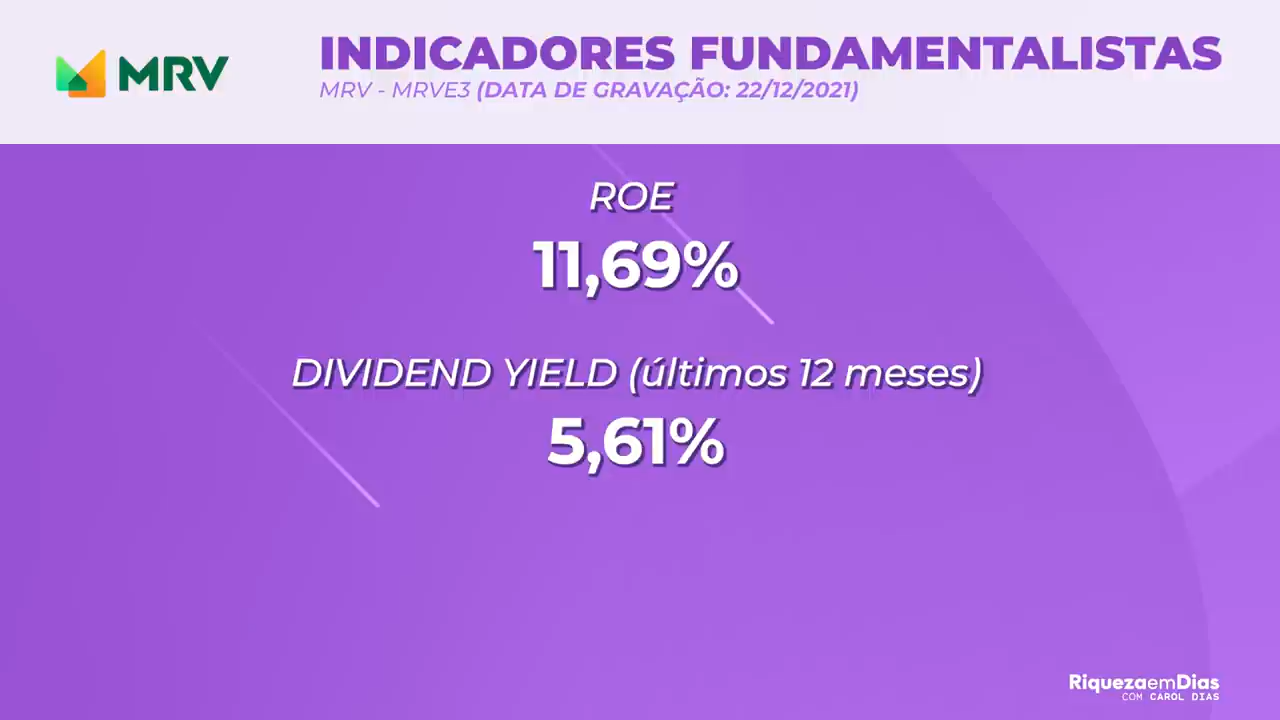 MRV
INDICADORES FUNDAMENTALISTAS
MRV - MRVE3 (DATA DE GRAVAÇÃO: 22/12/2021)
ROE
11,69%
DIVIDEND YIELD (últimos 12 meses)
5,61%
RiquezaemDias
COM CAROL DIAS